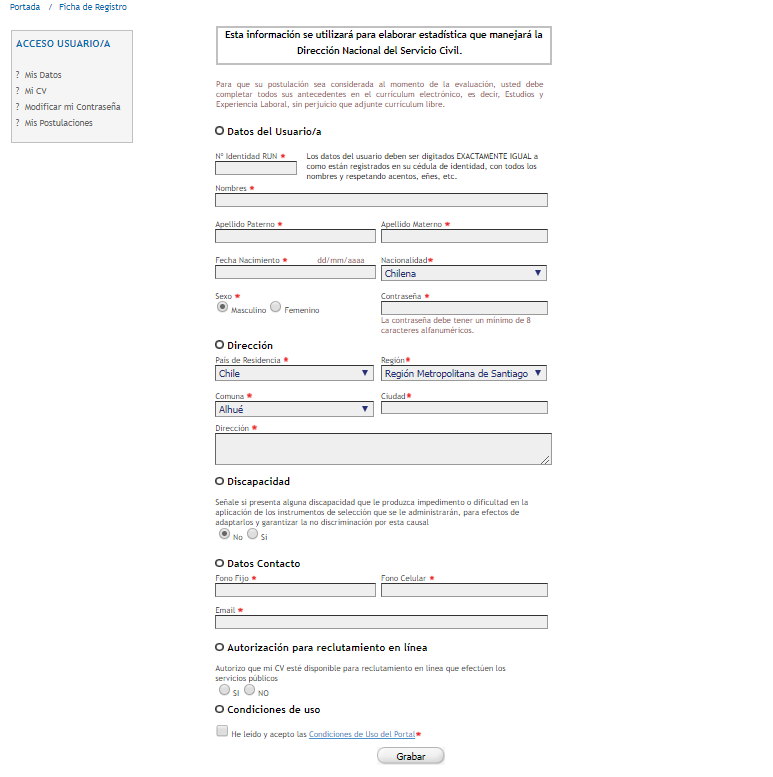 Portada / Ficha de Registro
ACCESO USUARIO/A
? Mis Datos
? Mi CV
? Modificar mi Contraseña
? Mis Postulaciones
Esta información se utilizará para elaborar estadística que manejará la
Dirección Nacional del Servicio Civil.
Para que su postulación sea considerada al momento de la evaluación, usted debe
completar todos sus antecedentes en el curriculum electrónico, es decir, Estudios y
Experiencia Laboral, sin perjuicio que adjunte curriculum libre.
Datos del Usuario/a
Nº Identidad RUN *
Los datos del usuario deben ser digitados EXACTAMENTE IGUAL a
como están registrados en su cédula de identidad, con todos los
nombres y respetando acentos, eñes, etc.
Nombres *
Apellido Paterno * Apellido Materno *
Fecha Nacimiento * dd/mm/aaaa Nacionalidad*
Chilena
Sexo * Contraseña *
Masculino Femenino
La contraseña debe tener un mínimo de 8
caracteres alfanuméricos.
Dirección
País de Residencia * Región*
Chile Región Metropolitana de Santiago
Comuna * Ciudad*
Alhué
Dirección *
Discapacidad
Señale si presenta alguna discapacidad que le produzca impedimento o dificultad en la
aplicación de los instrumentos de selección que se le administrarán, para efectos de
adaptarlos y garantizar la no discriminación por esta causal
No Si
Datos Contacto
Fono Fijo * Fono Celular *
Email *
Autorización para reclutamiento en línea
Autorizo que mi CV esté disponible para reclutamiento en línea que efectúen los
servicios públicos
SI NO
Condiciones de uso
He leído y acepto las Condiciones de Uso del Portal*
Grabar